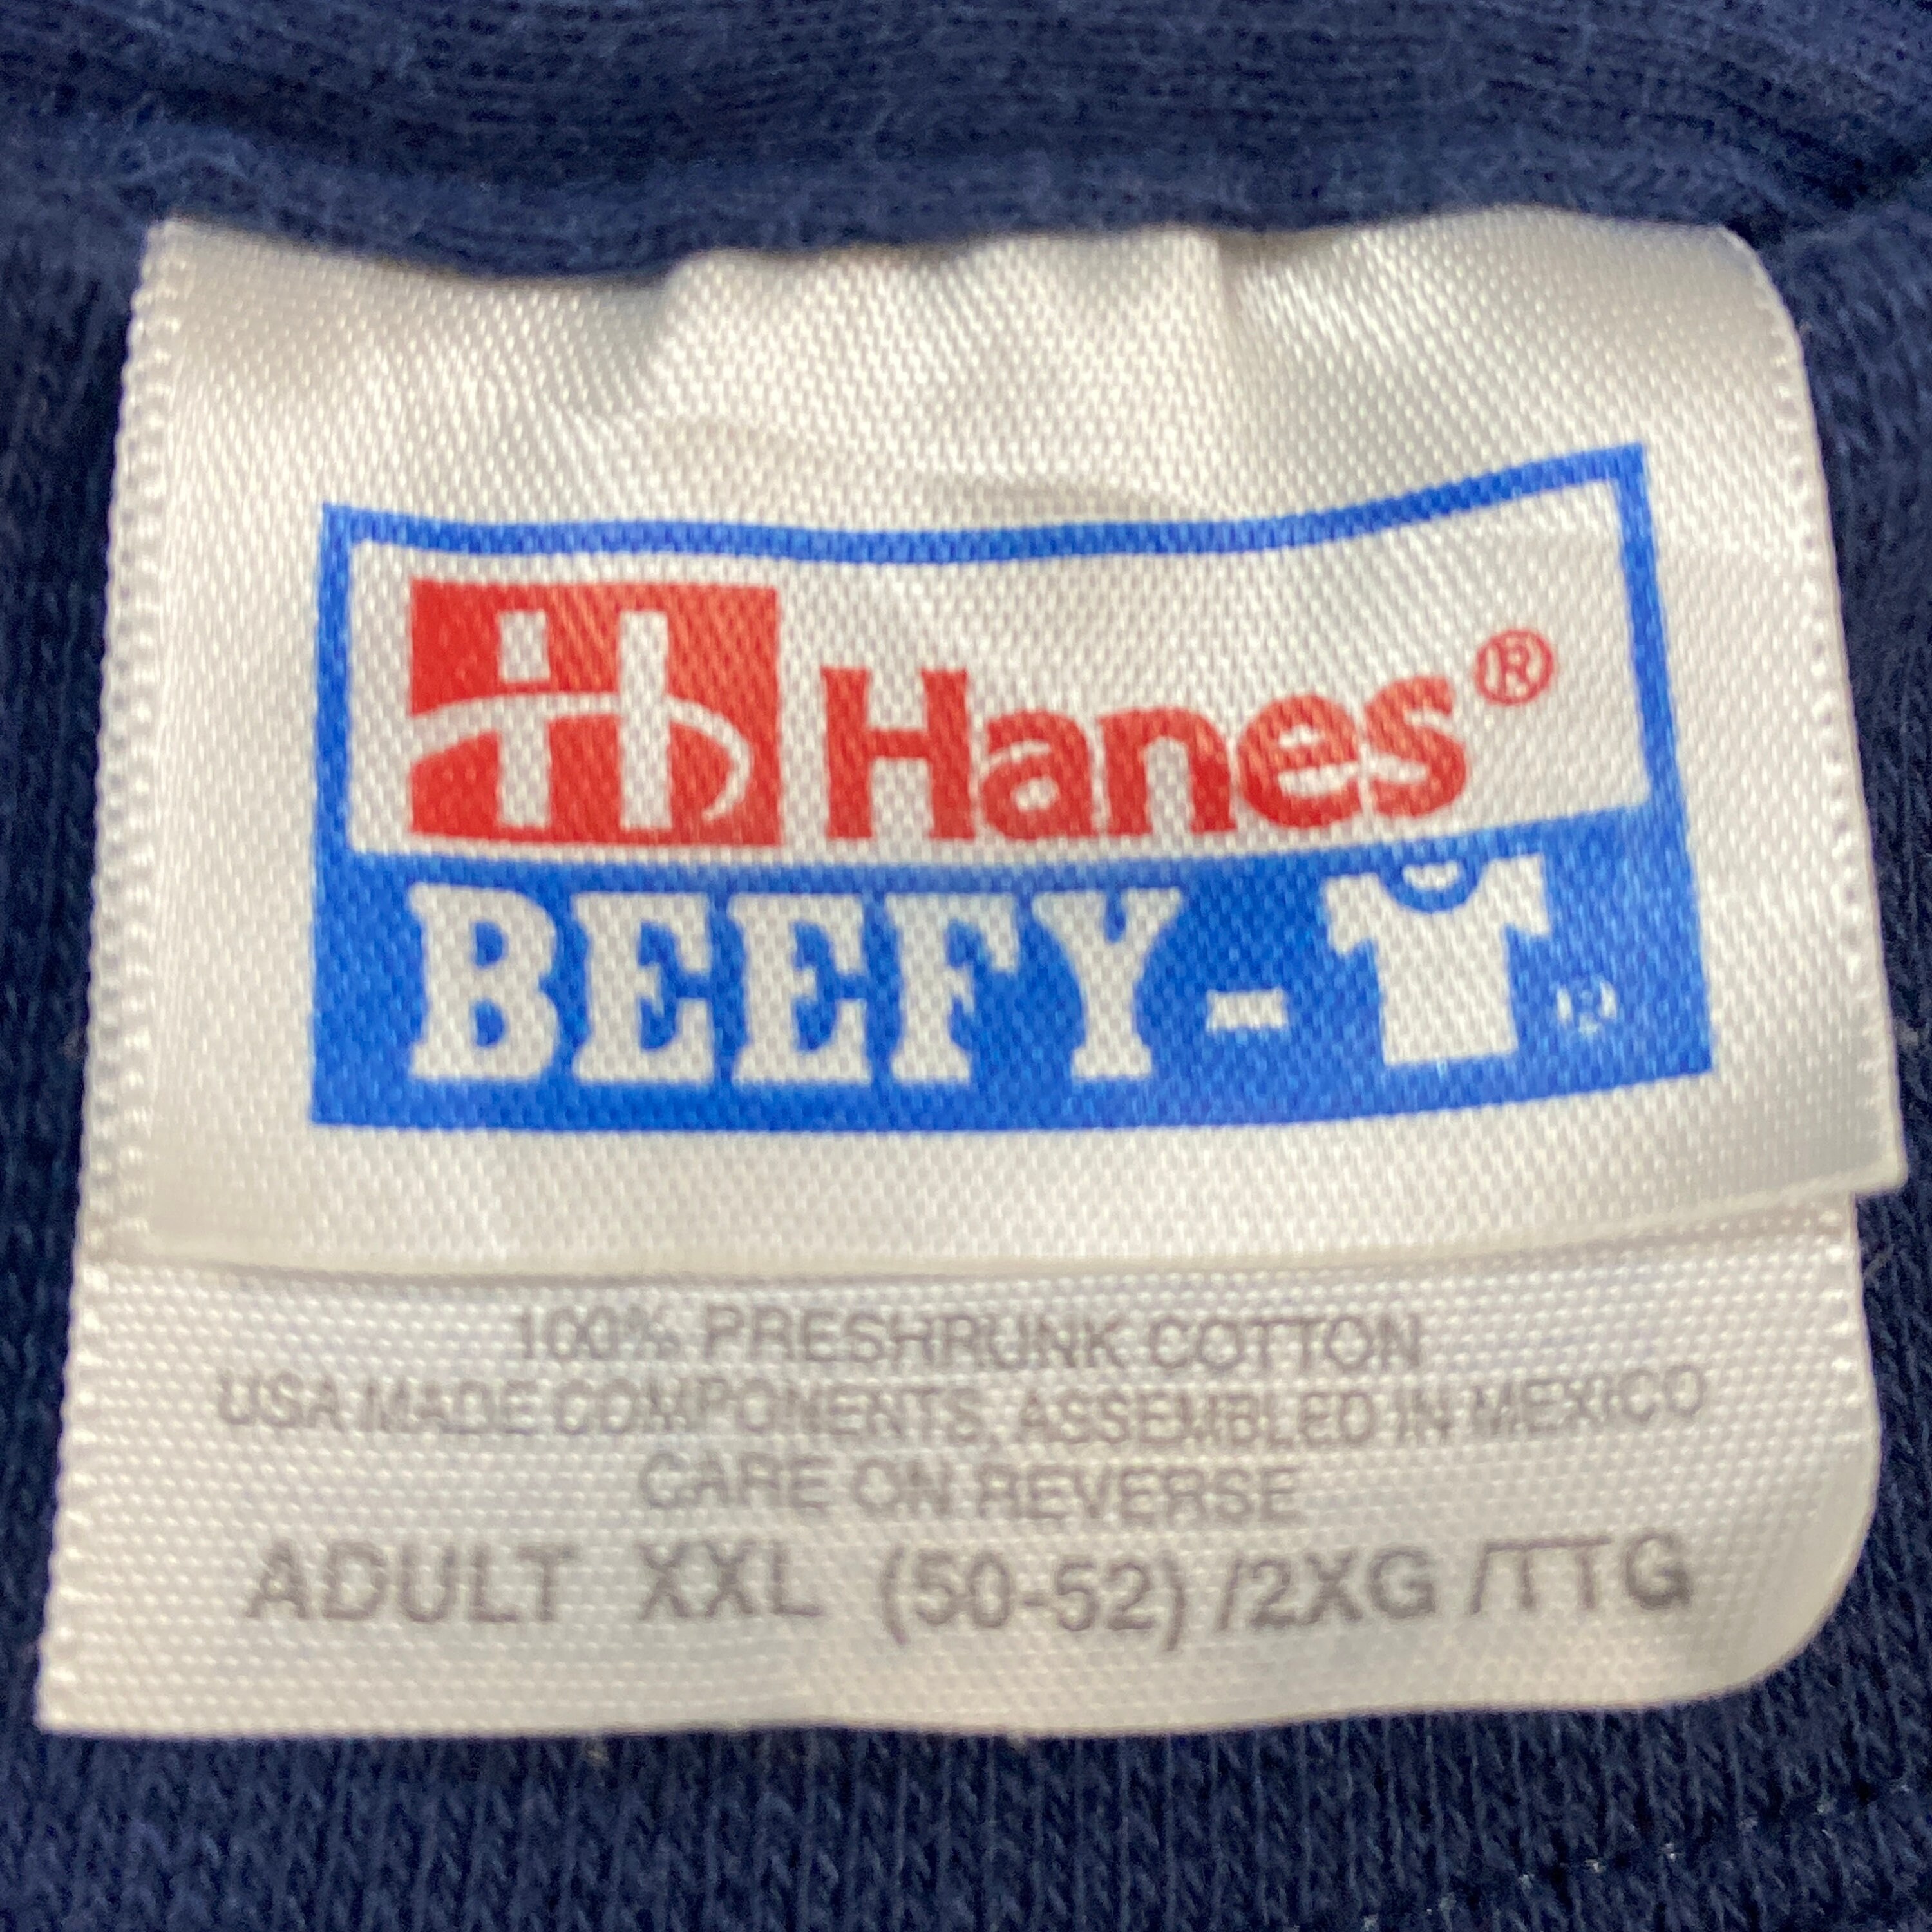 Hanes®
BEEFY-T®
100% PRESHRUNK COTTON
USA MADE COMPONENTS, ASSEMBLED IN MEXICO
CARE ON REVERSE
ADULT XXL (50-52) /2XG /TTG